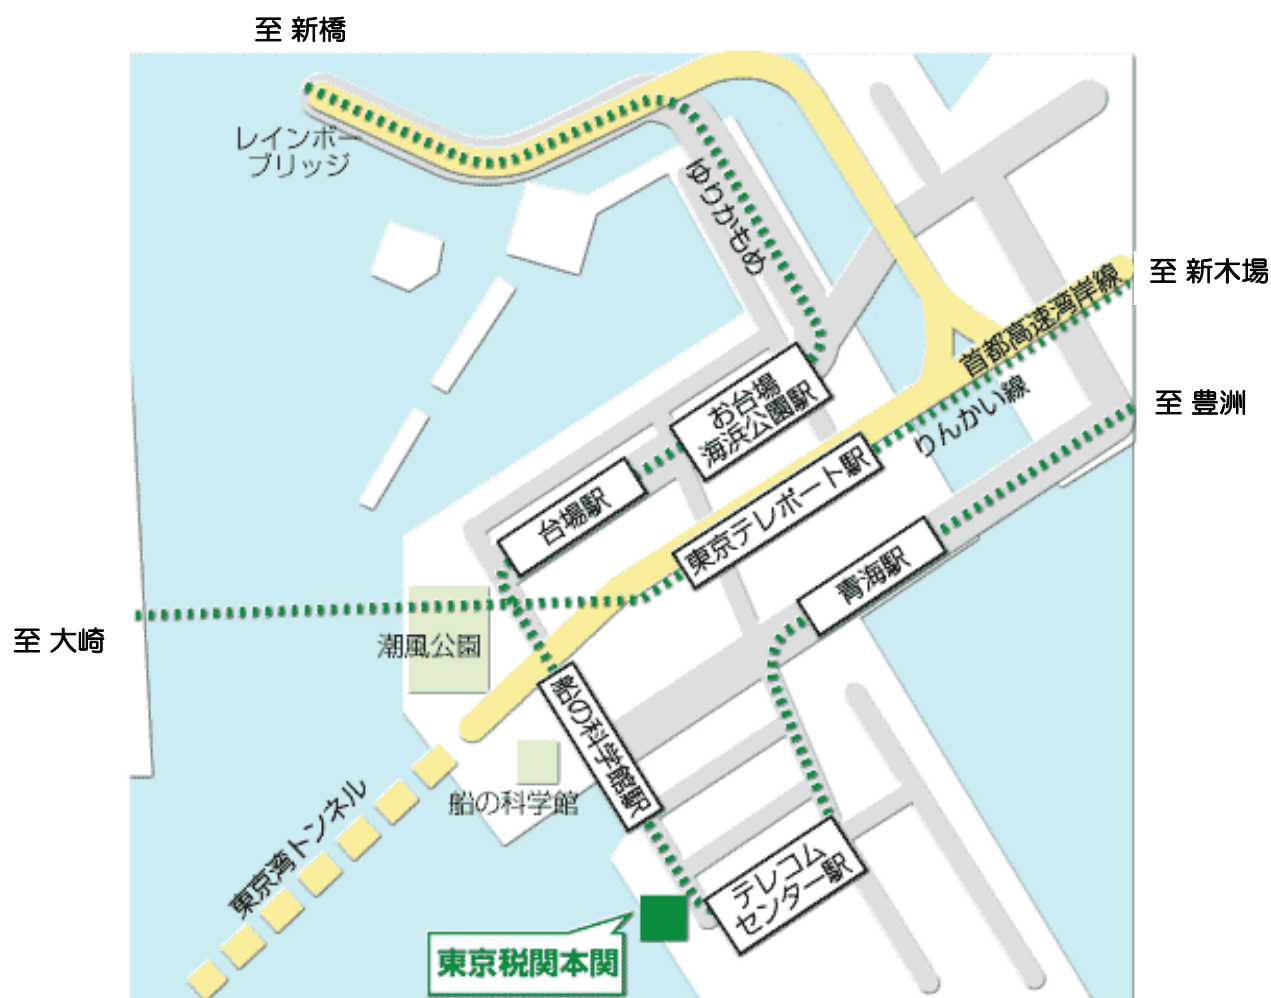 至 新橋
レインボー
ブリッジ
ゆりかもめ
至 新木場
首都高速湾岸線
りんかい線
至 豊洲
お台場
海浜公園駅
台場駅
東京テレポート駅
青海駅
至 大崎
潮風公園
船の科学館駅
船の科学館
東京湾トンネル
テレコム
センター駅
東京税関本関